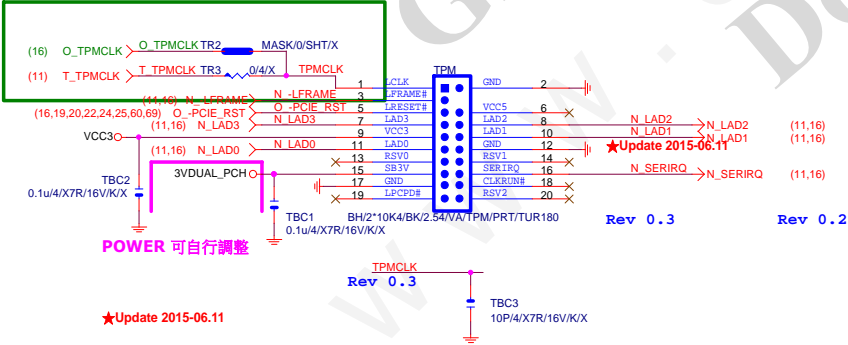 (16) O_TPMCLK O_TPMCLK TR2 MASK/0/SHT/X
(11) T_TPMCLK T_TPMCLK TR3 0/4/X TPMCLK
TPM
1 LCLK GND 2
(11,16) N_-LFRAME N_-LFRAME 3 LFRAME#
(16,19,20,22,24,25,60,69) O_-PCIE_RST O_-PCIE_RST 5 LRESET# VCC5 6
(11,16) N_LAD3 N_LAD3 7 LAD3 LAD2 8 N_LAD2 N_LAD2 (11,16)
VCC3 9 VCC3 LAD1 10 N_LAD1 N_LAD1 (11,16)
(11,16) N_LAD0 N_LAD0 11 LAD0 GND 12
★Update 2015-06.11
13 RSV0 RSV1 14
3VDUAL_PCH 15 SB3V SERIRQ 16 N_SERIRQ N_SERIRQ (11,16)
17 GND CLKRUN# 18
19 LPCPD# RSV2 20
TBC2
0.1u/4/X7R/16V/K/X
TBC1
0.1u/4/X7R/16V/K/X
BH/2*10K4/BK/2.54/VA/TPM/PRT/TUR180
Rev 0.3 Rev 0.2
POWER 可自行調整
TPMCLK
Rev 0.3
TBC3
10P/4/X7R/16V/K/X
★Update 2015-06.11